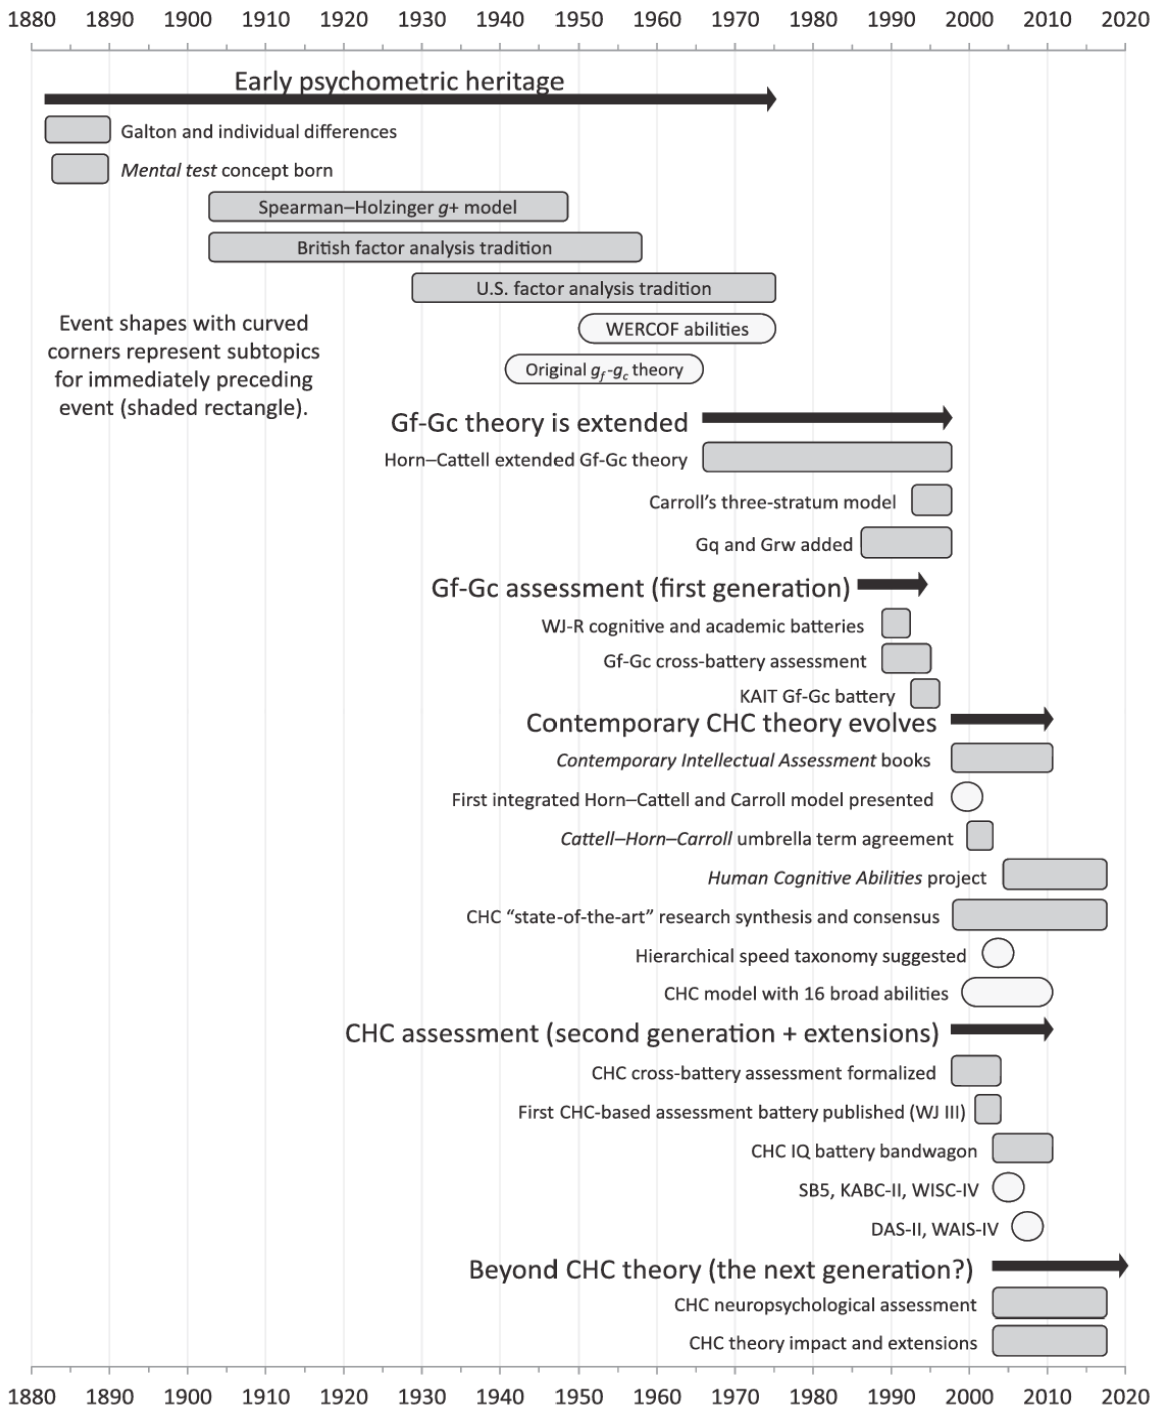 1880 1890 1900 1910 1920 1930 1940 1950 1960 1970 1980 1990 2000 2010 2020
Early psychometric heritage
Galton and individual differences
Mental test concept born
Spearman–Holzinger g+ model
British factor analysis tradition
U.S. factor analysis tradition
Event shapes with curved
corners represent subtopics
for immediately preceding
event (shaded rectangle).
WERCOF abilities
Original gf-gc theory
Gf-Gc theory is extended
Horn–Cattell extended Gf-Gc theory
Carroll’s three-stratum model
Gq and Grw added
Gf-Gc assessment (first generation)
WJ-R cognitive and academic batteries
Gf-Gc cross-battery assessment
KAIT Gf-Gc battery
Contemporary CHC theory evolves
Contemporary Intellectual Assessment books
First integrated Horn–Cattell and Carroll model presented
Cattell–Horn–Carroll umbrella term agreement
Human Cognitive Abilities project
CHC “state-of-the-art” research synthesis and consensus
Hierarchical speed taxonomy suggested
CHC model with 16 broad abilities
CHC assessment (second generation + extensions)
CHC cross-battery assessment formalized
First CHC-based assessment battery published (WJ III)
CHC IQ battery bandwagon
SB5, KABC-II, WISC-IV
DAS-II, WAIS-IV
Beyond CHC theory (the next generation?)
CHC neuropsychological assessment
CHC theory impact and extensions
1880 1890 1900 1910 1920 1930 1940 1950 1960 1970 1980 1990 2000 2010 2020